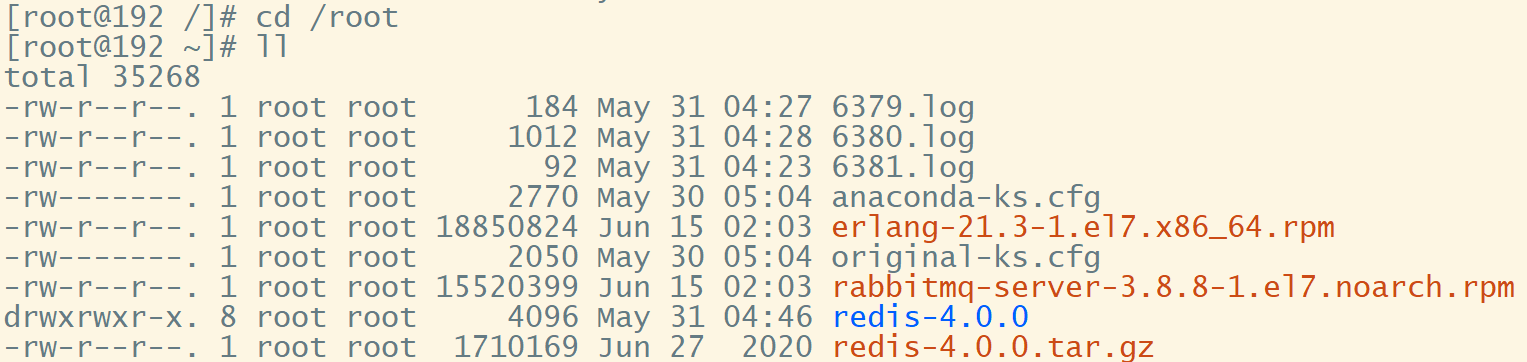 [root@192 /]# cd /root
[root@192 ~]# ll
total 35268
-rw-r--r--. 1 root root      184 May 31 04:27 6379.log
-rw-r--r--. 1 root root     1012 May 31 04:28 6380.log
-rw-r--r--. 1 root root       92 May 31 04:23 6381.log
-rw-------. 1 root root     2770 May 30 05:04 anaconda-ks.cfg
-rw-r--r--. 1 root root 18850824 Jun 15 02:03 erlang-21.3-1.el7.x86_64.rpm
-rw-------. 1 root root     2050 May 30 05:04 original-ks.cfg
-rw-r--r--. 1 root root 15520399 Jun 15 02:03 rabbitmq-server-3.8.8-1.el7.noarch.rpm
drwxrwxr-x. 8 root root     4096 May 31 04:46 redis-4.0.0
-rw-r--r--. 1 root root  1710169 Jun 27  2020 redis-4.0.0.tar.gz